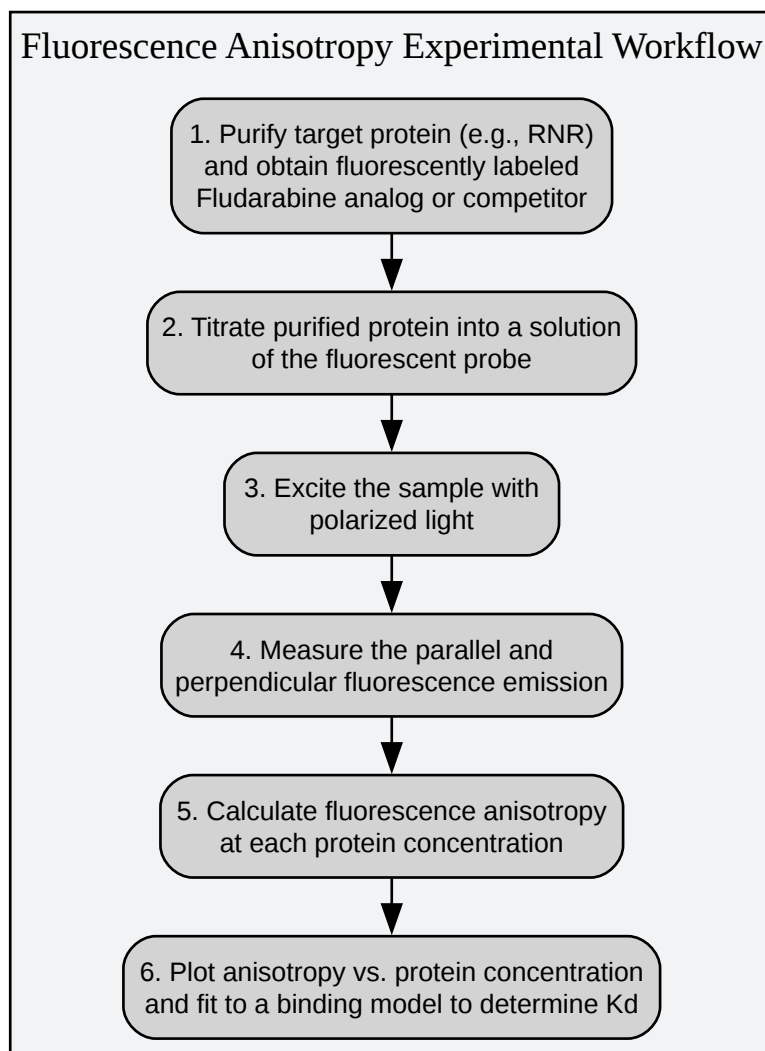 Fluorescence Anisotropy Experimental Workflow
1. Purify target protein (e.g., RNR)
and obtain fluorescently labeled
Fludarabine analog or competitor
2. Titrate purified protein into a solution
of the fluorescent probe
3. Excite the sample with
polarized light
4. Measure the parallel and
perpendicular fluorescence emission
5. Calculate fluorescence anisotropy
at each protein concentration
6. Plot anisotropy vs. protein concentration
and fit to a binding model to determine Kd